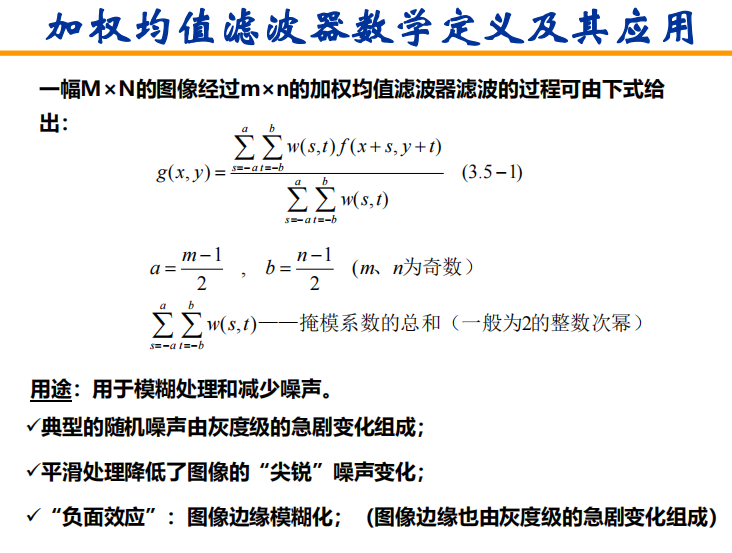 加权均值滤波器数学定义及其应用
一幅M×N的图像经过m×n的加权均值滤波器滤波的过程可由下式给
出：
g(x,y) = \frac{\sum_{s=-a}^{a}\sum_{t=-b}^{b} w(s,t)f(x+s,y+t)}{\sum_{s=-a}^{a}\sum_{t=-b}^{b} w(s,t)} (3.5−1)
a = \frac{m−1}{2} , b = \frac{n−1}{2} (m、n为奇数）
\sum_{s=-a}^{a}\sum_{t=-b}^{b} w(s,t)——掩模系数的总和（一般为2的整数次幂）
用途：用于模糊处理和减少噪声。
✓典型的随机噪声由灰度级的急剧变化组成；
✓平滑处理降低了图像的“尖锐”噪声变化；
✓“负面效应”：图像边缘模糊化；（图像边缘也由灰度级的急剧变化组成）